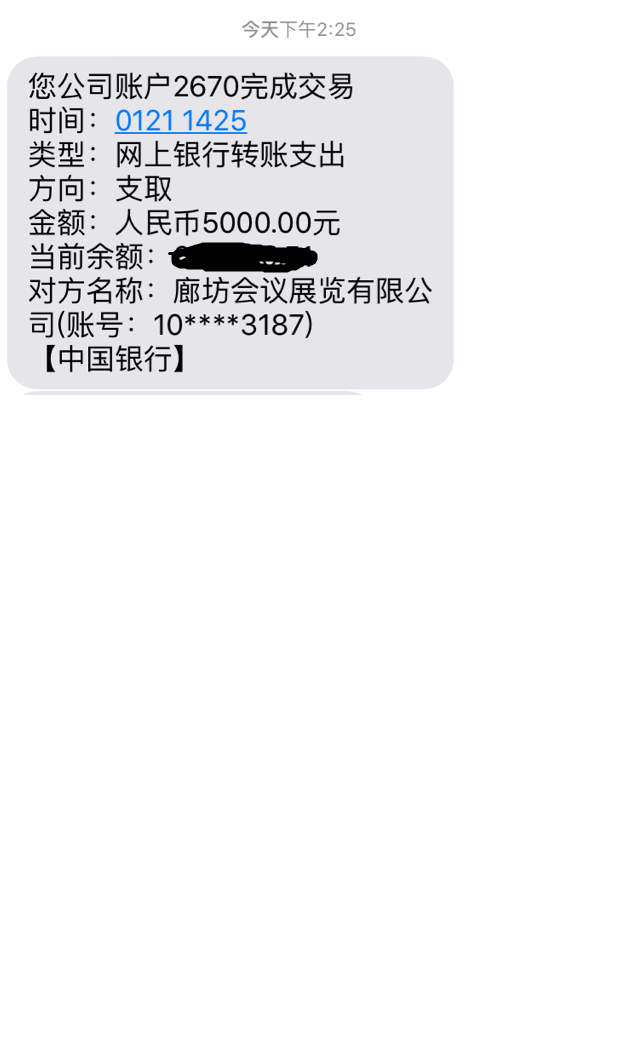 今天下午2:25
您公司账户2670完成交易
时间：0121 1425
类型：网上银行转账支出
方向：支取
金额：人民币5000.00元
当前余额：
对方名称：廊坊会议展览有限公
司(账号：10****3187)
【中国银行】